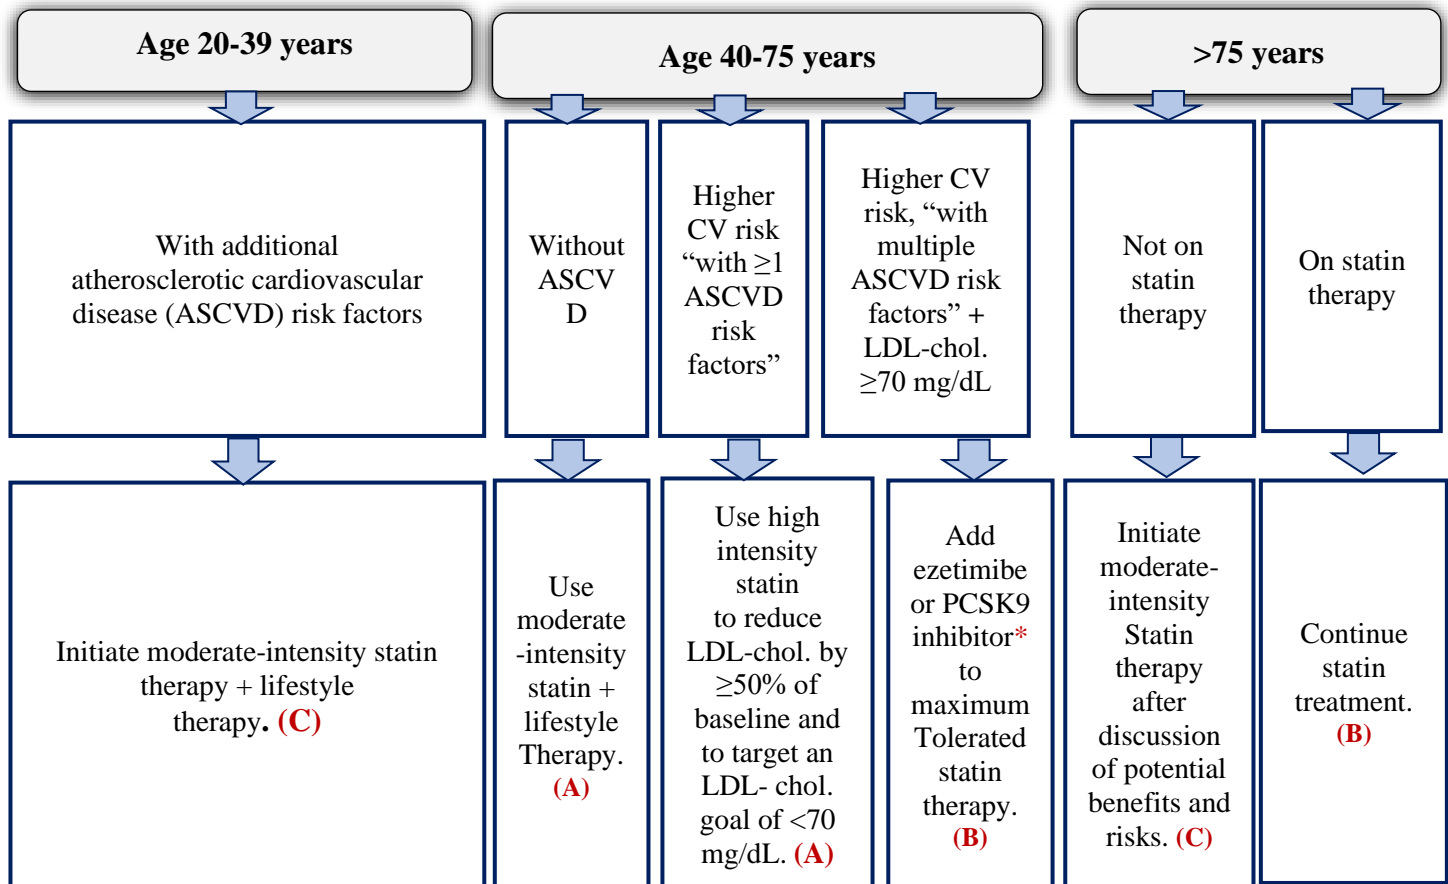 Age 20-39 years
Age 40-75 years
>75 years
With additional
atherosclerotic cardiovascular
disease (ASCVD) risk factors
Without
ASCV
D
Higher
CV risk
“with ≥1
ASCVD
risk
factors”
Higher CV
risk, “with
multiple
ASCVD risk
factors” +
LDL-chol.
≥70 mg/dL
Not on
statin
therapy
On statin
therapy
Initiate moderate-intensity statin
therapy + lifestyle
therapy. (C)
Use
moderate
-intensity
statin +
lifestyle
Therapy.
(A)
Use high
intensity
statin
to reduce
LDL-chol. by
≥50% of
baseline and
to target an
LDL- chol.
goal of <70
mg/dL. (A)
Add
ezetimibe
or PCSK9
inhibitor*
to
maximum
Tolerated
statin
therapy.
(B)
Initiate
moderate-
intensity
Statin
therapy
after
discussion
of potential
benefits and
risks. (C)
Continue
statin
treatment.
(B)